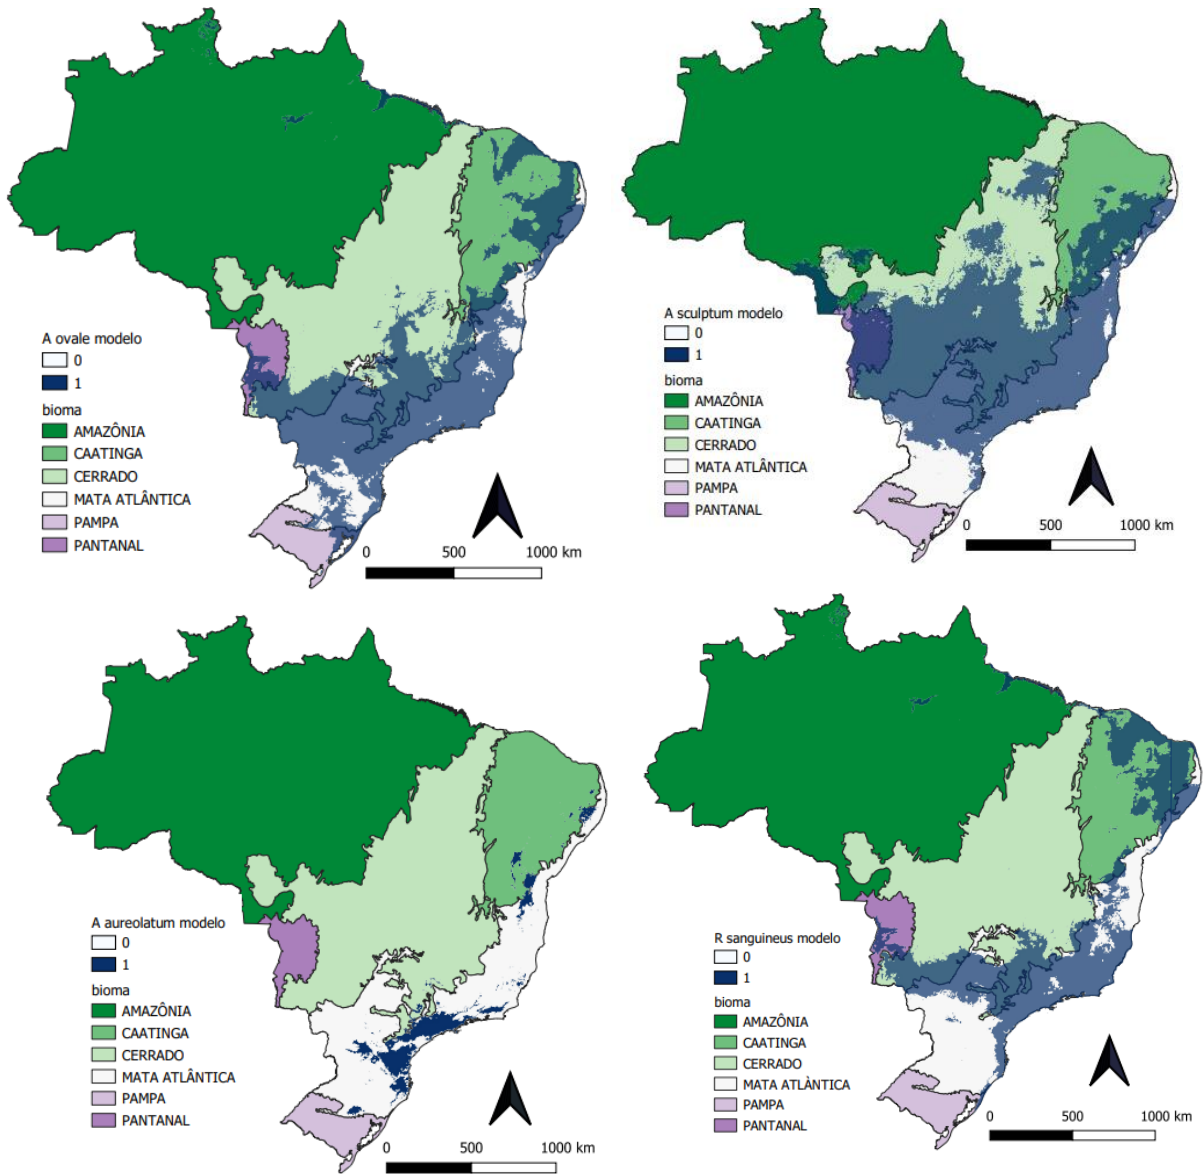 A ovale modelo
0
1
bioma
AMAZÔNIA
CAATINGA
CERRADO
MATA ATLÂNTICA
PAMPA
PANTANAL
0 500 1000 km
A sculptum modelo
0
1
bioma
AMAZÔNIA
CAATINGA
CERRADO
MATA ATLÂNTICA
PAMPA
PANTANAL
0 500 1000 km
A aureolatum modelo
0
1
bioma
AMAZÔNIA
CAATINGA
CERRADO
MATA ATLÂNTICA
PAMPA
PANTANAL
0 500 1000 km
R sanguineus modelo
0
1
bioma
AMAZÔNIA
CAATINGA
CERRADO
MATA ATLÂNTICA
PAMPA
PANTANAL
0 500 1000 km